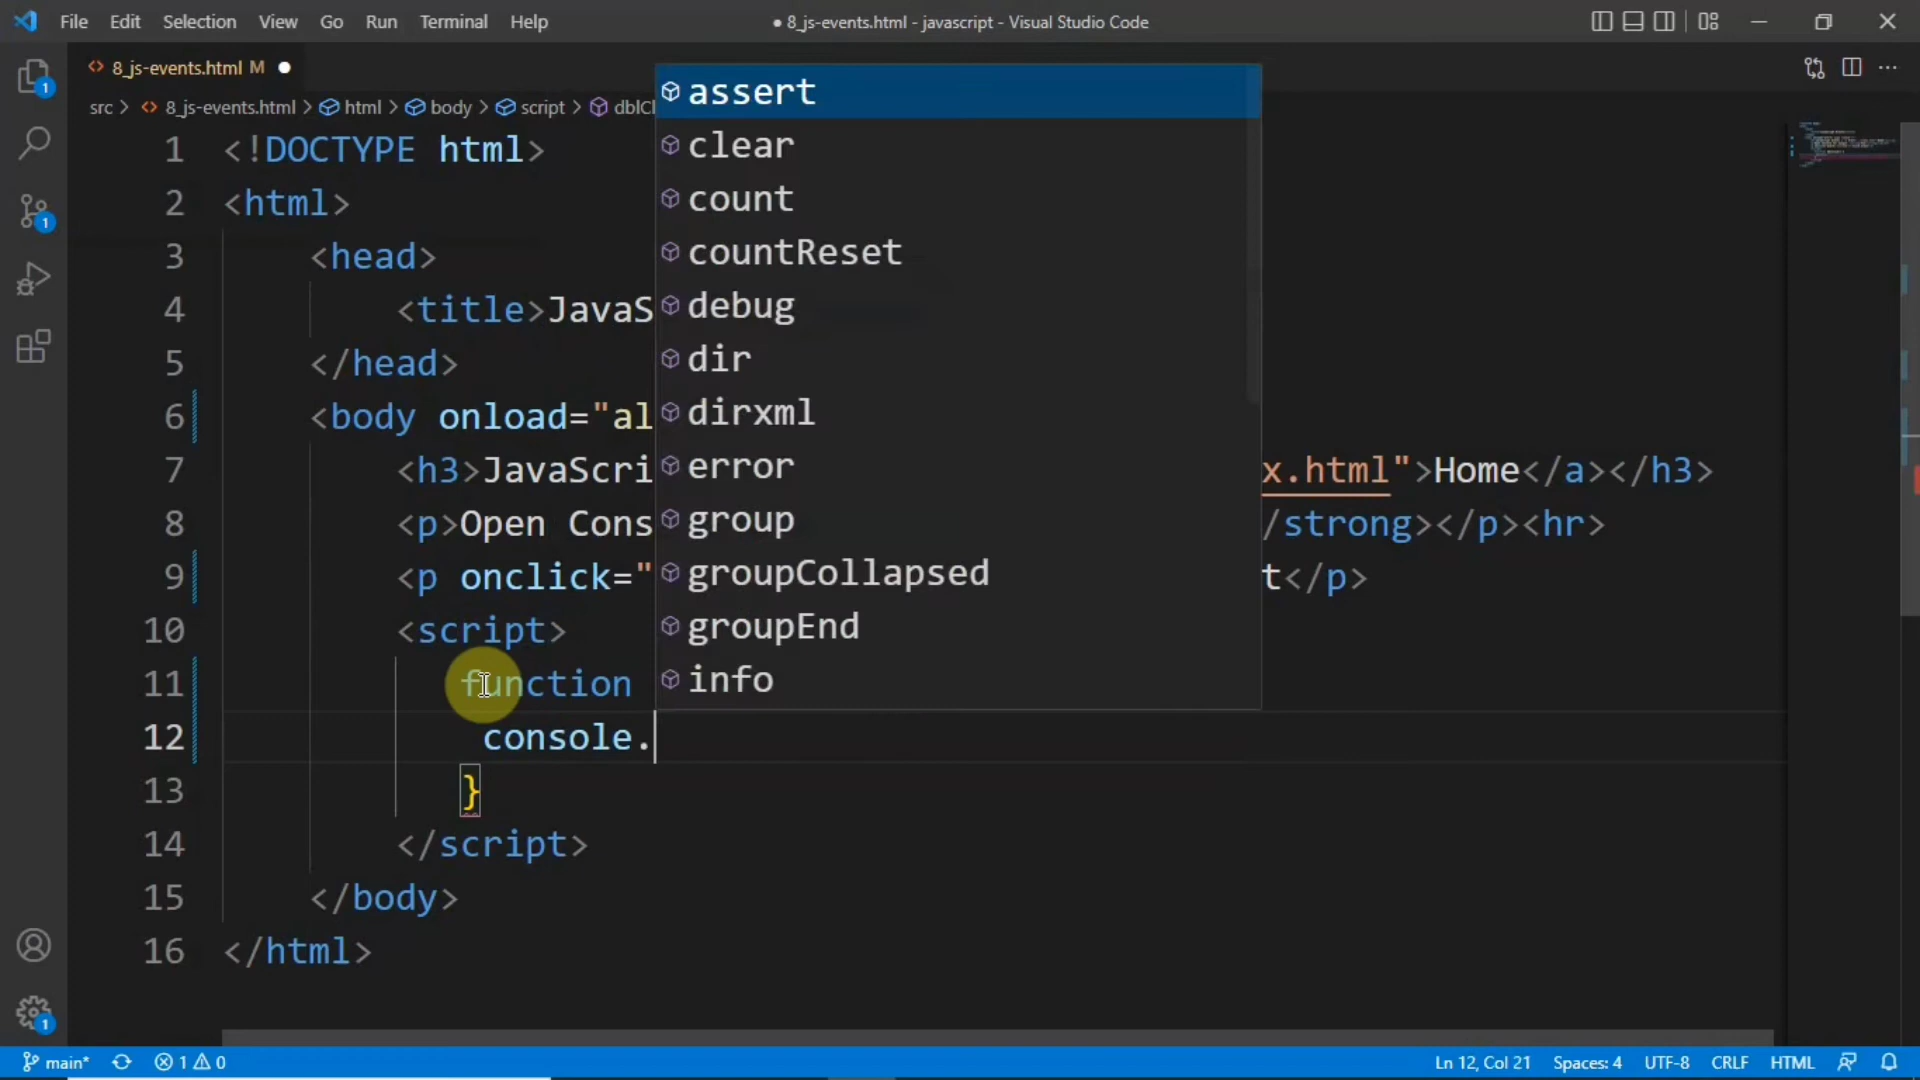 File Edit Selection View Go Run Terminal Help ● 8_js-events.html - javascript - Visual Studio Code
8_js-events.html M ●
src > 8_js-events.html > html > body > script > dblCl
1 <!DOCTYPE html>
2 <html>
3 <head>
4 <title>JavaS
5 </head>
6 <body onload="al
7 <h3>JavaScri x.html">Home</a></h3>
8 <p>Open Cons /strong></p><hr>
9 <p onclick=" t</p>
10 <script>
11 function
12 console.
13 }
14 </script>
15 </body>
16 </html>
assert
clear
count
countReset
debug
dir
dirxml
error
group
groupCollapsed
groupEnd
info
1
1
1
main* 1 0 Ln 12, Col 21 Spaces: 4 UTF-8 CRLF HTML